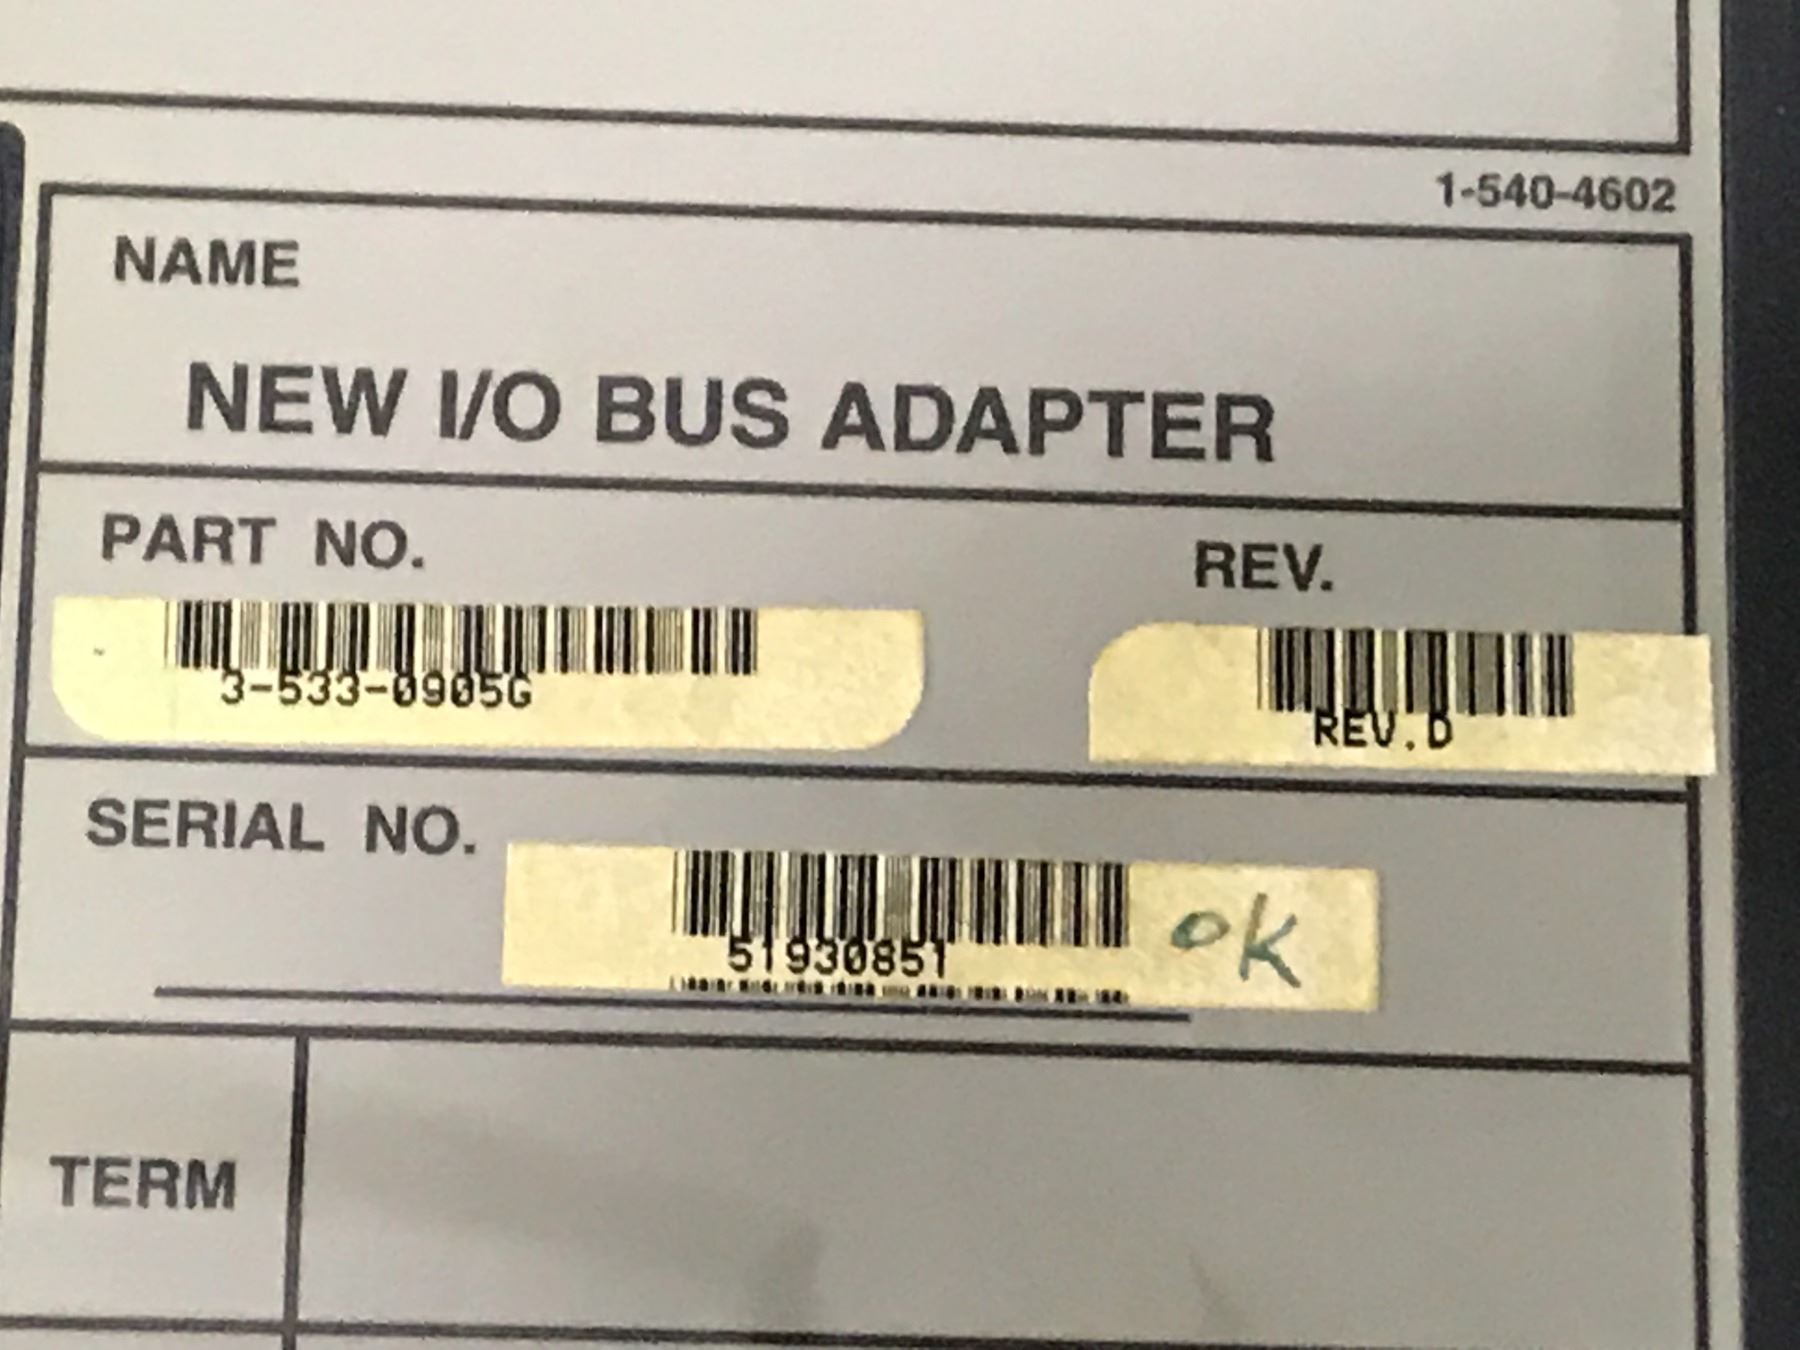 1-540-4602
NAME
NEW I/O BUS ADAPTER
PART NO.
REV.
3-533-0905G
REV.D
SERIAL NO.
51930851
OK
TERM